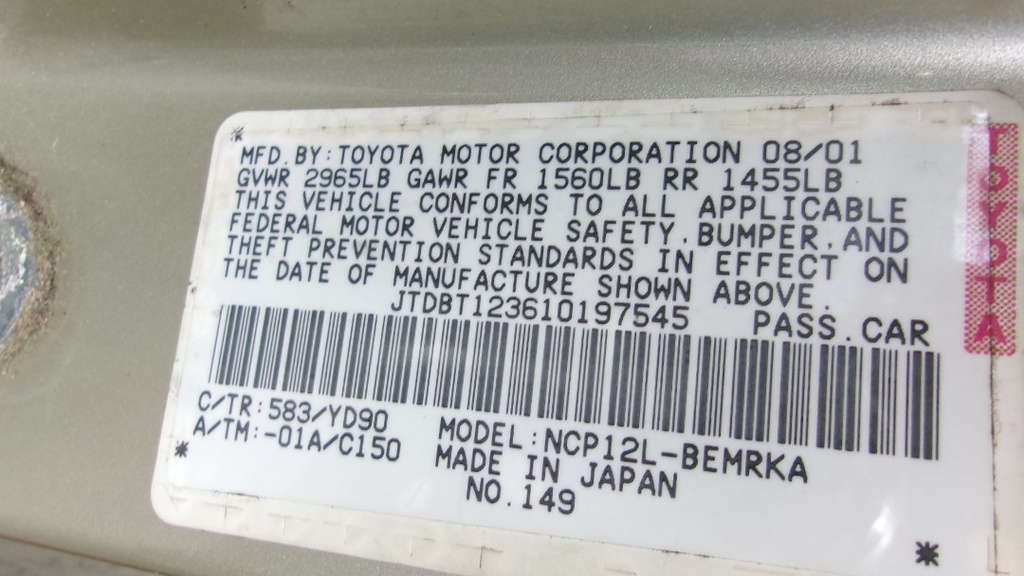 MFD. BY: TOYOTA MOTOR CORPORATION 08/01
GVWR 2965LB GAWR FR 1560LB RR 1455LB
THIS VEHICLE CONFORMS TO ALL APPLICABLE
FEDERAL MOTOR VEHICLE SAFETY, BUMPER, AND
THEFT PREVENTION STANDARDS IN EFFECT ON
THE DATE OF MANUFACTURE SHOWN ABOVE.
JTDBT123610197545 PASS. CAR
C/TR: 583/YD90
A/TM: -01A/C150
MODEL: NCP12L-BEMRKA
MADE IN JAPAN
NO. 149
TOYOTA